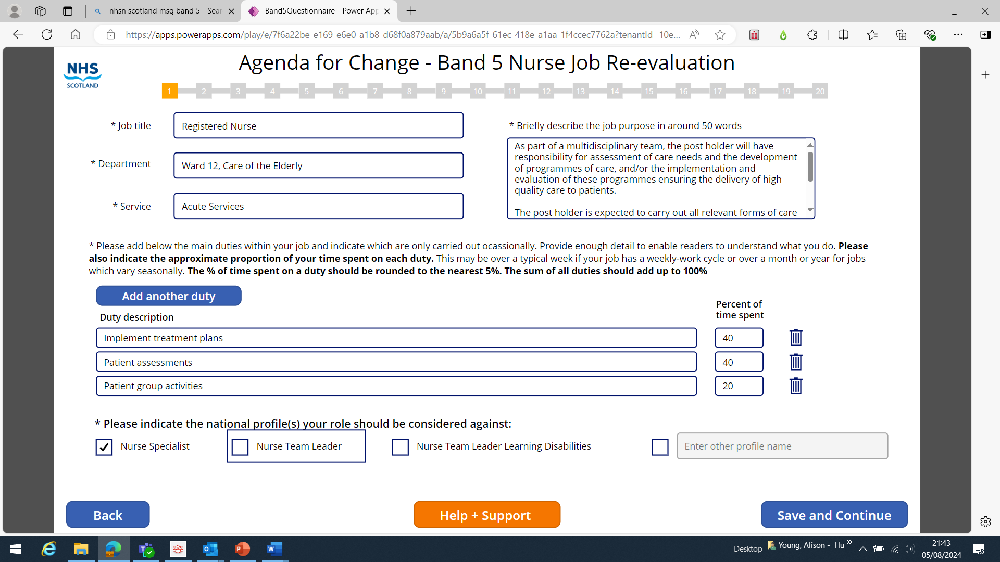 nhsn scotland msg band 5 - Sear
Band5Questionnaire - Power App
https://apps.powerapps.com/play/e/7f6a22be-e169-e6e0-a1b8-d68f0a879aab/a/5b9a6a5f-61ec-418e-a1aa-1f4ccec7762a?tenantId=10e...
NHS
SCOTLAND
Agenda for Change - Band 5 Nurse Job Re-evaluation
1 2 3 4 5 6 7 8 9 10 11 12 13 14 15 16 17 18 19 20
* Job title
Registered Nurse
* Department
Ward 12, Care of the Elderly
* Service
Acute Services
* Briefly describe the job purpose in around 50 words
As part of a multidisciplinary team, the post holder will have
responsibility for assessment of care needs and the development
of programmes of care, and/or the implementation and
evaluation of these programmes ensuring the delivery of high
quality care to patients.
The post holder is expected to carry out all relevant forms of care
* Please add below the main duties within your job and indicate which are only carried out ocassionally. Provide enough detail to enable readers to understand what you do. Please
also indicate the approximate proportion of your time spent on each duty. This may be over a typical week if your job has a weekly-work cycle or over a month or year for jobs
which vary seasonally. The % of time spent on a duty should be rounded to the nearest 5%. The sum of all duties should add up to 100%
Add another duty
Duty description
Percent of
time spent
Implement treatment plans 40
Patient assessments 40
Patient group activities 20
* Please indicate the national profile(s) your role should be considered against:
Nurse Specialist
Nurse Team Leader
Nurse Team Leader Learning Disabilities
Enter other profile name
Back
Help + Support
Save and Continue
Desktop
Young, Alison - Hu
21:43
05/08/2024